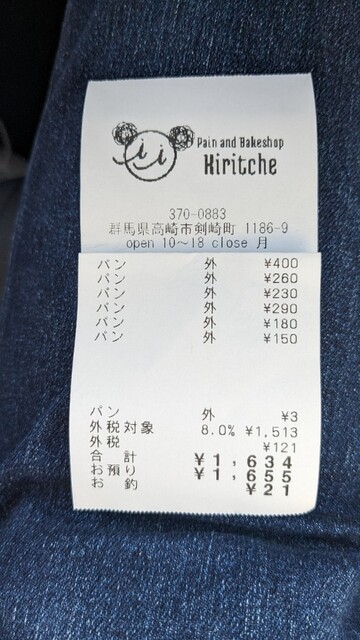 Pain and Bakeshop
Kiritche
370-0883
群馬県高崎市剣崎町 1186-9
open 10～18 close 月
パン 外 ¥400
パン 外 ¥260
パン 外 ¥230
パン 外 ¥290
パン 外 ¥180
パン 外 ¥150
パン 外 ¥3
外税対象 8.0% ¥1,513
外税 ¥121
合計 ¥1,634
お預り ¥1,655
お釣 ¥21